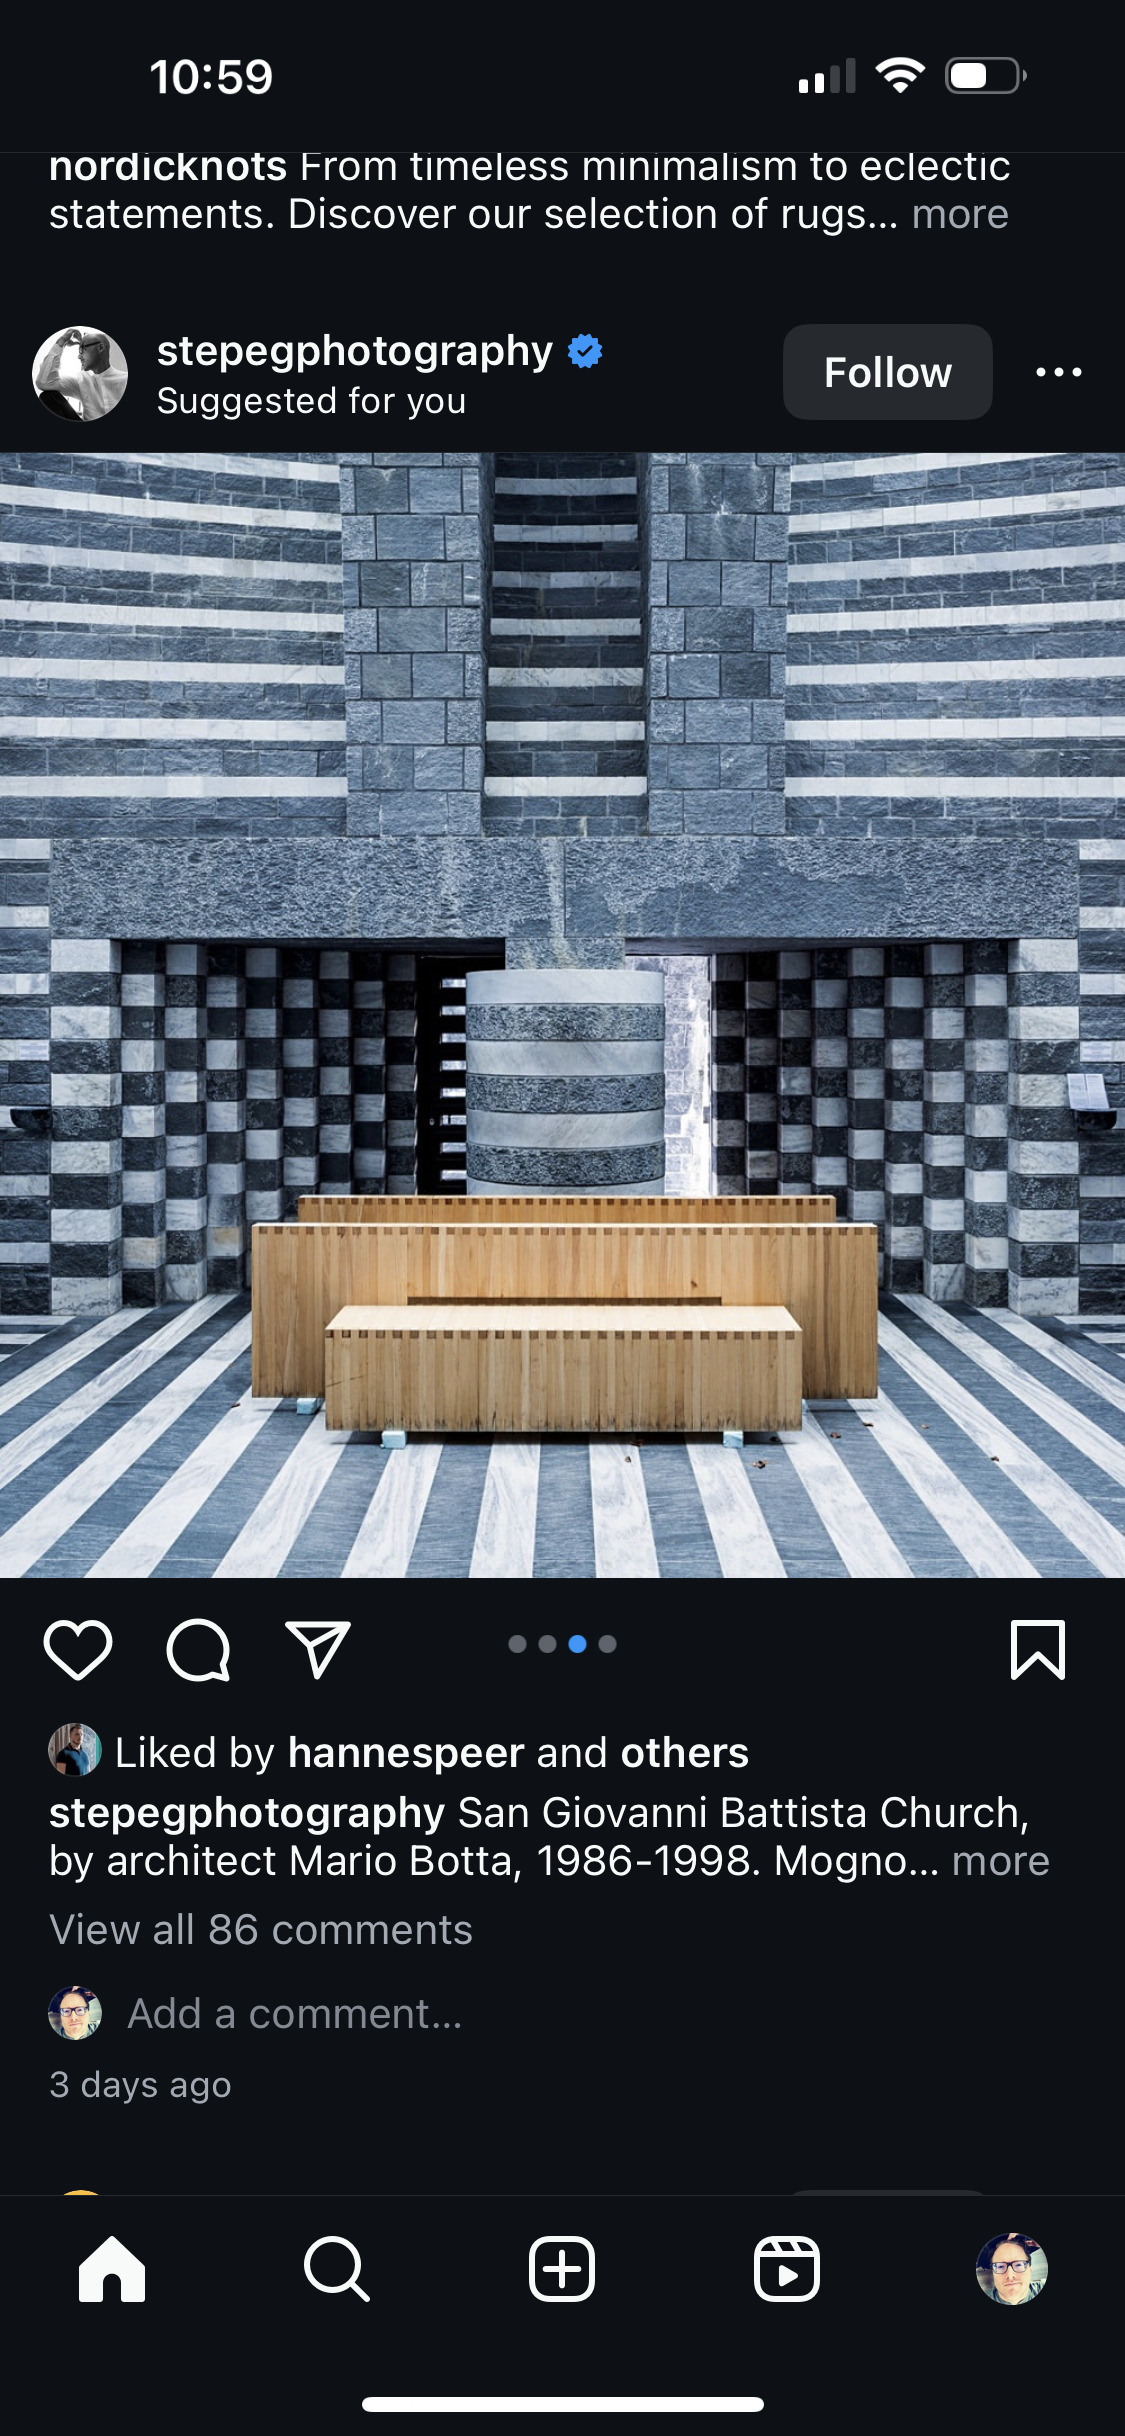 10:59
nordicknots From timeless minimalism to eclectic
statements. Discover our selection of rugs... more
stepegphotography
Suggested for you
Follow
Liked by hannespeer and others
stepegphotography San Giovanni Battista Church,
by architect Mario Botta, 1986-1998. Mogno... more
View all 86 comments
Add a comment...
3 days ago